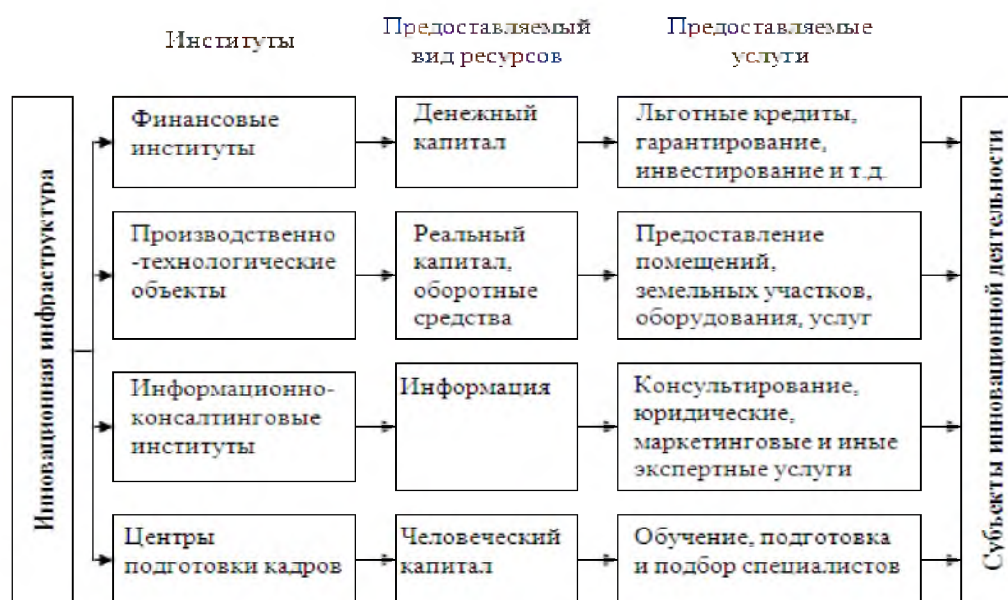 Институты
Предоставляемый
вид ресурсов
Предоставляемые
услуги
Инновационная инфраструктура
Финансовые
институты
Денежный
капитал
Льготные кредиты,
гарантирование,
инвестирование и т.д.
Производственно
-технологические
объекты
Реальный
капитал,
оборотные
средства
Предоставление
помещений,
земельных участков,
оборудования, услуг
Информационно-
консалтинговые
институты
Информация
Консультирование,
юридические,
маркетинговые и иные
экспертные услуги
Центры
подготовки кадров
Человеческий
капитал
Обучение, подготовка
и подбор специалистов
Субъекты инновационной деятельности